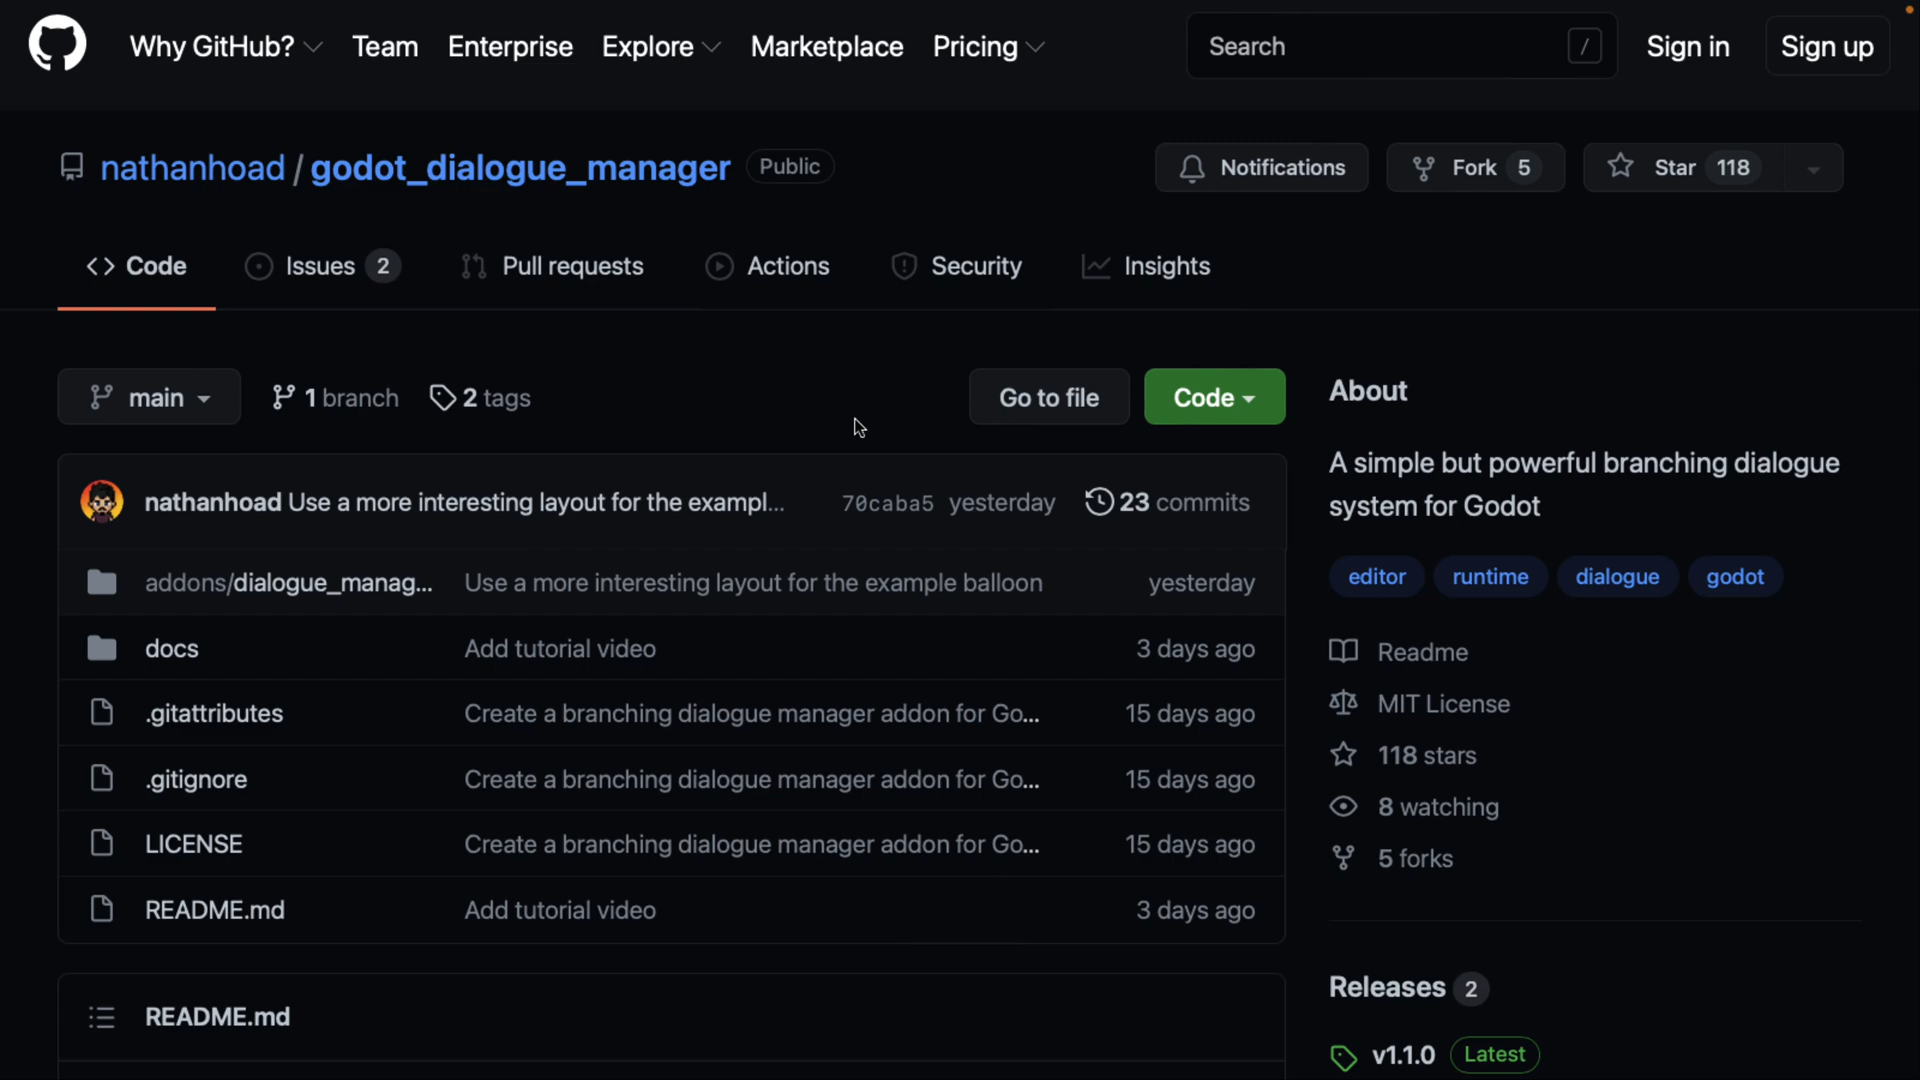 Why GitHub? Team Enterprise Explore Marketplace Pricing Search / Sign in Sign up
nathanhoad / godot_dialogue_manager Public Notifications Fork 5 Star 118
Code Issues 2 Pull requests Actions Security Insights
main 1 branch 2 tags Go to file Code
nathanhoad Use a more interesting layout for the exampl... 70caba5 yesterday 23 commits
addons/dialogue_manag... Use a more interesting layout for the example balloon yesterday
docs Add tutorial video 3 days ago
.gitattributes Create a branching dialogue manager addon for Go... 15 days ago
.gitignore Create a branching dialogue manager addon for Go... 15 days ago
LICENSE Create a branching dialogue manager addon for Go... 15 days ago
README.md Add tutorial video 3 days ago
README.md
About
A simple but powerful branching dialogue
system for Godot
editor runtime dialogue godot
Readme
MIT License
118 stars
8 watching
5 forks
Releases 2
v1.1.0 Latest